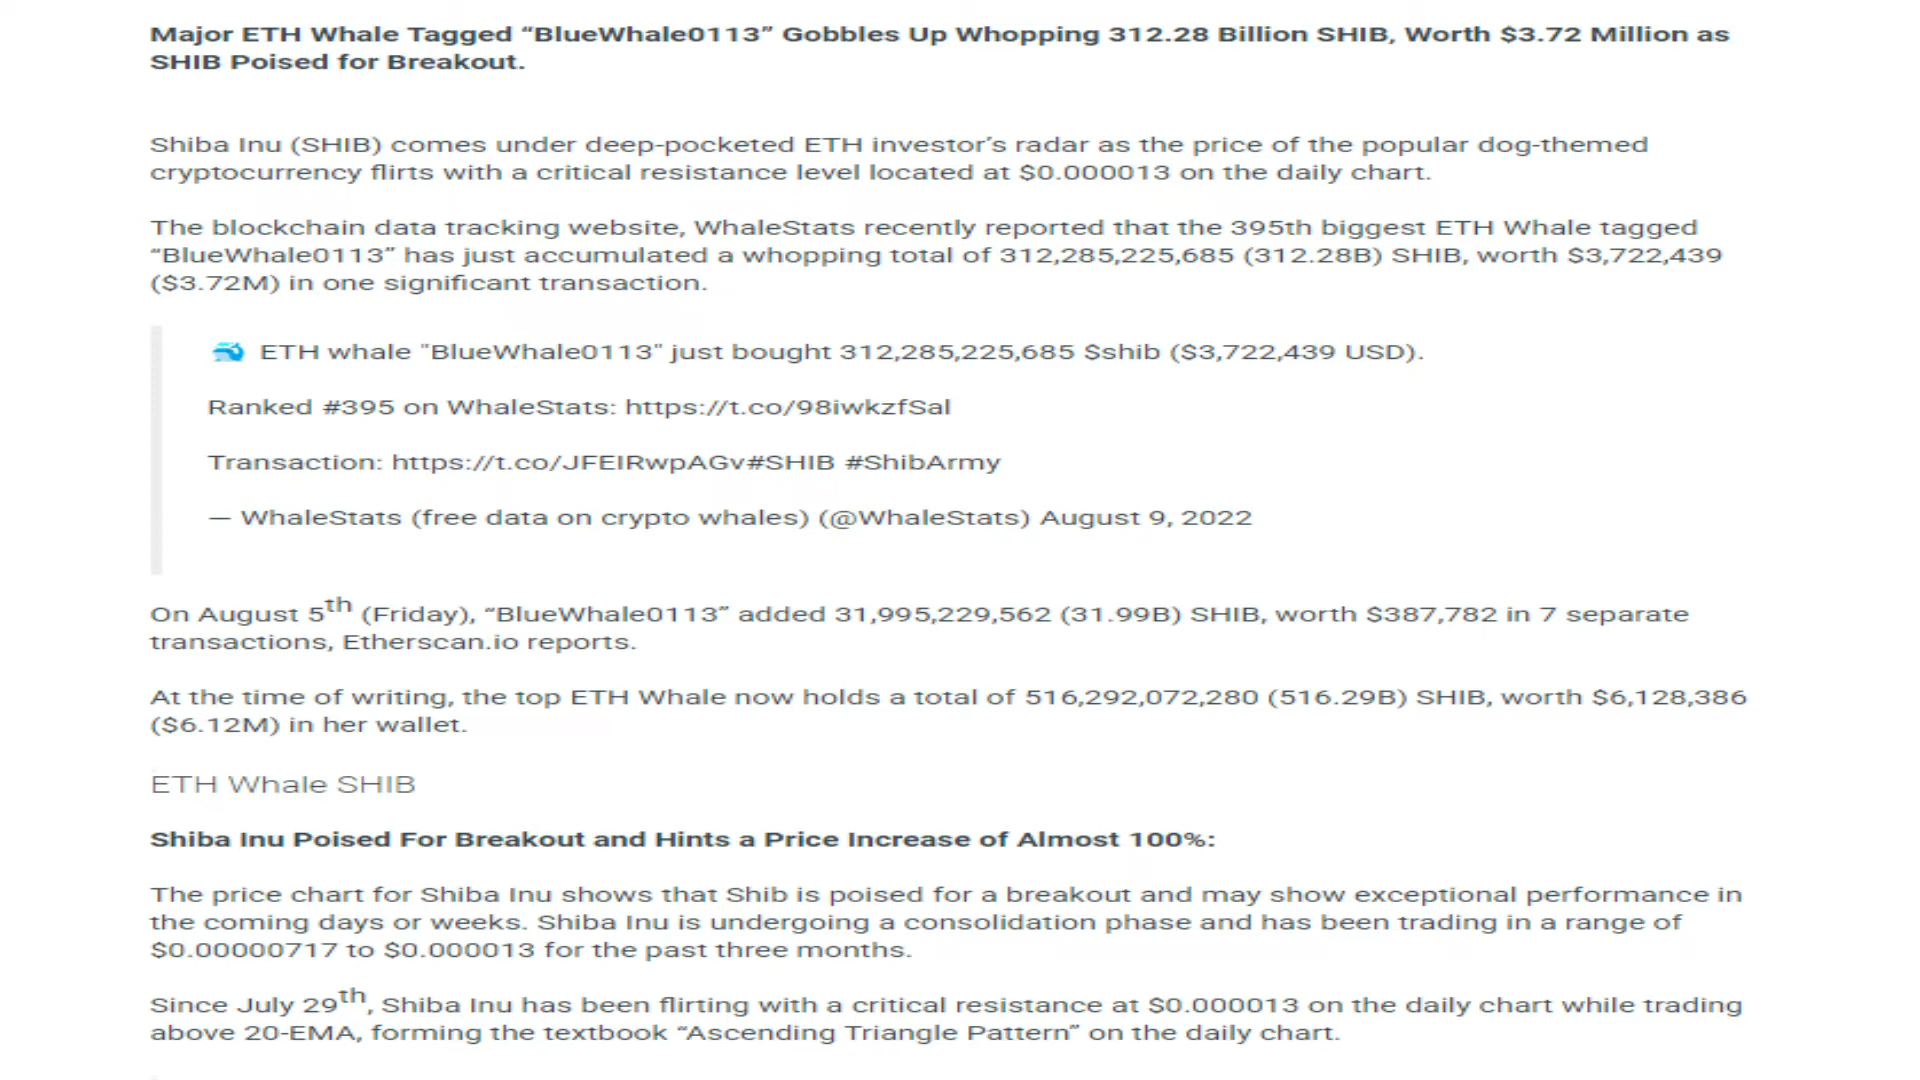 Major ETH Whale Tagged “BlueWhale0113” Gobbles Up Whopping 312.28 Billion SHIB, Worth $3.72 Million as
SHIB Poised for Breakout.
Shiba Inu (SHIB) comes under deep-pocketed ETH investor’s radar as the price of the popular dog-themed
cryptocurrency flirts with a critical resistance level located at $0.000013 on the daily chart.
The blockchain data tracking website, WhaleStats recently reported that the 395th biggest ETH Whale tagged
“BlueWhale0113” has just accumulated a whopping total of 312,285,225,685 (312.28B) SHIB, worth $3,722,439
($3.72M) in one significant transaction.
🐳 ETH whale "BlueWhale0113" just bought 312,285,225,685 $shib ($3,722,439 USD).
Ranked #395 on WhaleStats: https://t.co/98iwkzfSal
Transaction: https://t.co/JFEIRwpAGv#SHIB #ShibArmy
— WhaleStats (free data on crypto whales) (@WhaleStats) August 9, 2022
On August 5th (Friday), “BlueWhale0113” added 31,995,229,562 (31.99B) SHIB, worth $387,782 in 7 separate
transactions, Etherscan.io reports.
At the time of writing, the top ETH Whale now holds a total of 516,292,072,280 (516.29B) SHIB, worth $6,128,386
($6.12M) in her wallet.
ETH Whale SHIB
Shiba Inu Poised For Breakout and Hints a Price Increase of Almost 100%:
The price chart for Shiba Inu shows that Shib is poised for a breakout and may show exceptional performance in
the coming days or weeks. Shiba Inu is undergoing a consolidation phase and has been trading in a range of
$0.00000717 to $0.000013 for the past three months.
Since July 29th, Shiba Inu has been flirting with a critical resistance at $0.000013 on the daily chart while trading
above 20-EMA, forming the textbook “Ascending Triangle Pattern” on the daily chart.